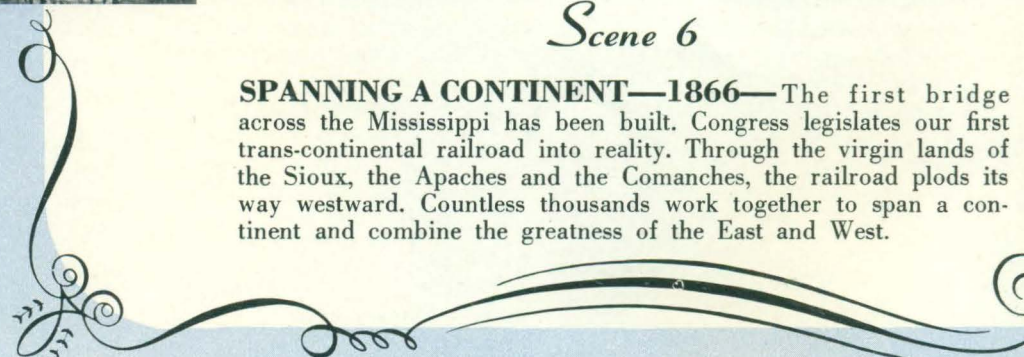 Scene 6
SPANNING A CONTINENT—1866—The first bridge
across the Mississippi has been built. Congress legislates our first
trans-continental railroad into reality. Through the virgin lands of
the Sioux, the Apaches and the Comanches, the railroad plods its
way westward. Countless thousands work together to span a con-
tinent and combine the greatness of the East and West.